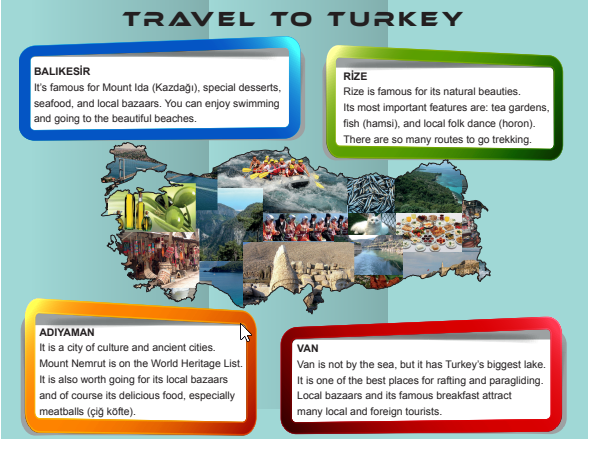 TRAVEL TO TURKEY
BALIKESİR
It's famous for Mount Ida (Kazdağı), special desserts,
seafood, and local bazaars. You can enjoy swimming
and going to the beautiful beaches.
RİZE
Rize is famous for its natural beauties.
Its most important features are: tea gardens,
fish (hamsi), and local folk dance (horon).
There are so many routes to go trekking.
ADIYAMAN
It is a city of culture and ancient cities.
Mount Nemrut is on the World Heritage List.
It is also worth going for its local bazaars
and of course its delicious food, especially
meatballs (çiğ köfte).
VAN
Van is not by the sea, but it has Turkey's biggest lake.
It is one of the best places for rafting and paragliding.
Local bazaars and its famous breakfast attract
many local and foreign tourists.